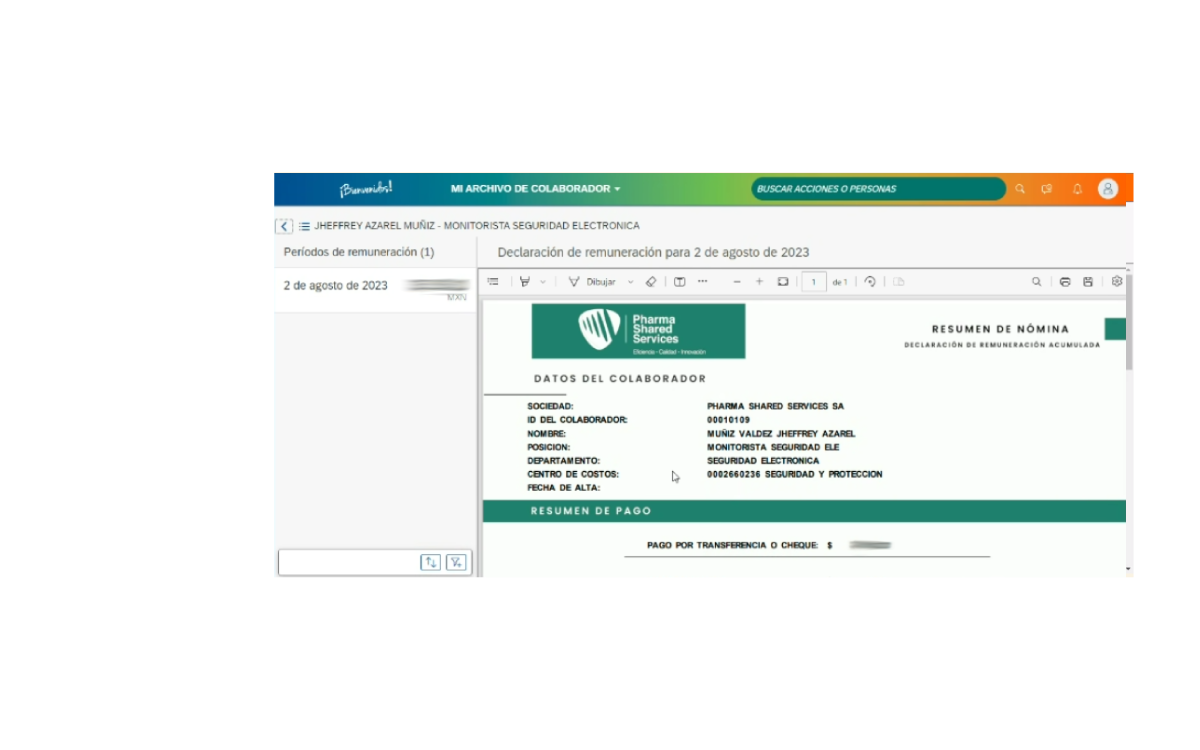 ¡Bienvenidos!
MI ARCHIVO DE COLABORADOR
BUSCAR ACCIONES O PERSONAS
JHEFFREY AZAREL MUÑIZ - MONITORISTA SEGURIDAD ELECTRONICA
Períodos de remuneración (1)
Declaración de remuneración para 2 de agosto de 2023
2 de agosto de 2023
MXN
Dibujar
1 de 1
Pharma
Shared
Services
Eficiencia - Calidad - Innovación
RESUMEN DE NÓMINA
DECLARACIÓN DE REMUNERACIÓN ACUMULADA
DATOS DEL COLABORADOR
SOCIEDAD: PHARMA SHARED SERVICES SA
ID DEL COLABORADOR: 00010109
NOMBRE: MUÑIZ VALDEZ JHEFFREY AZAREL
POSICION: MONITORISTA SEGURIDAD ELE
DEPARTAMENTO: SEGURIDAD ELECTRONICA
CENTRO DE COSTOS: 0002660236 SEGURIDAD Y PROTECCION
FECHA DE ALTA:
RESUMEN DE PAGO
PAGO POR TRANSFERENCIA O CHEQUE: $